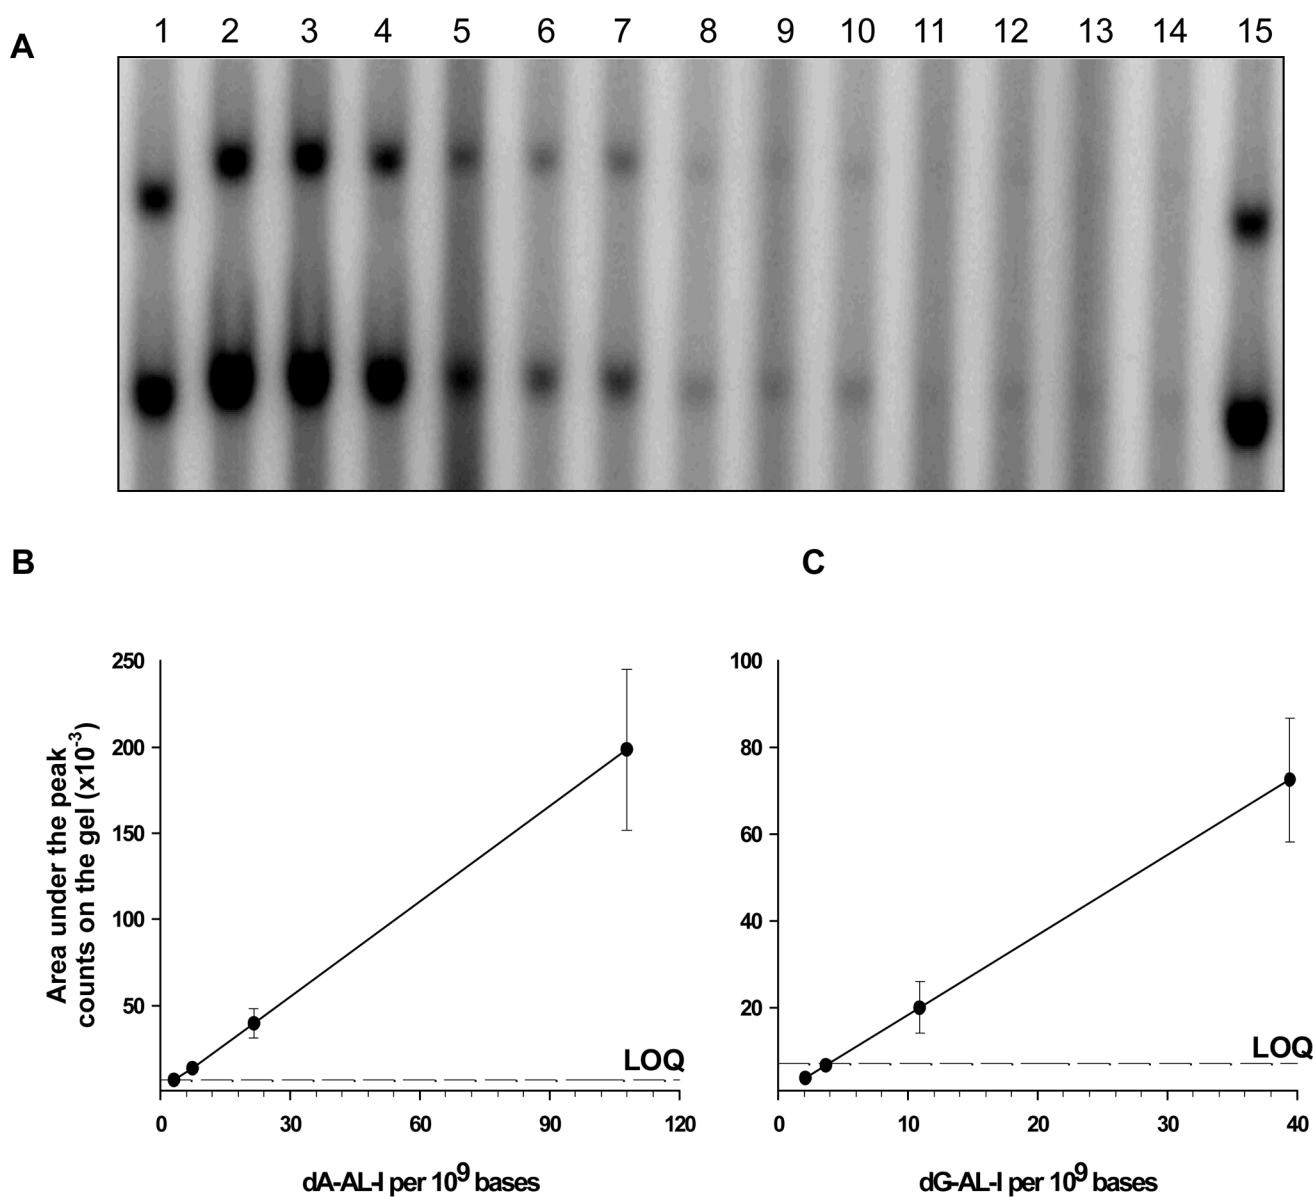 A
1 2 3 4 5 6 7 8 9 10 11 12 13 14 15
B
C
Area under the peak
counts on the gel (x10-3)
250
200
150
100
50
LOQ
0 30 60 90 120
dA-AL-I per 109 bases
100
80
60
40
20
LOQ
0 10 20 30 40
dG-AL-I per 109 bases